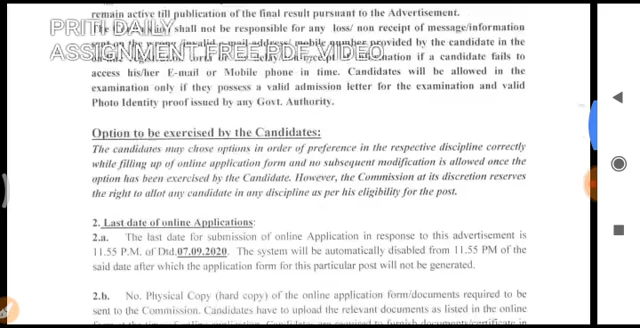 remain active till publication of the final result pursuant to the Advertisement.
shall not be responsible for any loss/ non receipt of message/information
PRITI DAILY
ASSIGNMENT FREE PDF VIDEO
provided by the candidate in the
if a candidate fails to
access his/her E-mail or Mobile phone in time. Candidates will be allowed in the
examination only if they possess a valid admission letter for the examination and valid
Photo Identity proof issued by any Govt. Authority.
Option to be exercised by the Candidates:
The candidates may chose options in order of preference in the respective discipline correctly
while filling up of online application form and no subsequent modification is allowed once the
option has been exercised by the Candidate. However, the Commission at its discretion reserves
the right to allot any candidate in any discipline as per his eligibility for the post.
2. Last date of online Applications:
2.a. The last date for submission of online Application in response to this advertisement is
11.55 P.M. of Dtd.07.09.2020. The system will be automatically disabled from 11.55 PM of the
said date after which the application form for this particular post will not be generated.
2.b. No. Physical Copy (hard copy) of the online application form/documents required to be
sent to the Commission. Candidates have to upload the relevant documents as listed in the online